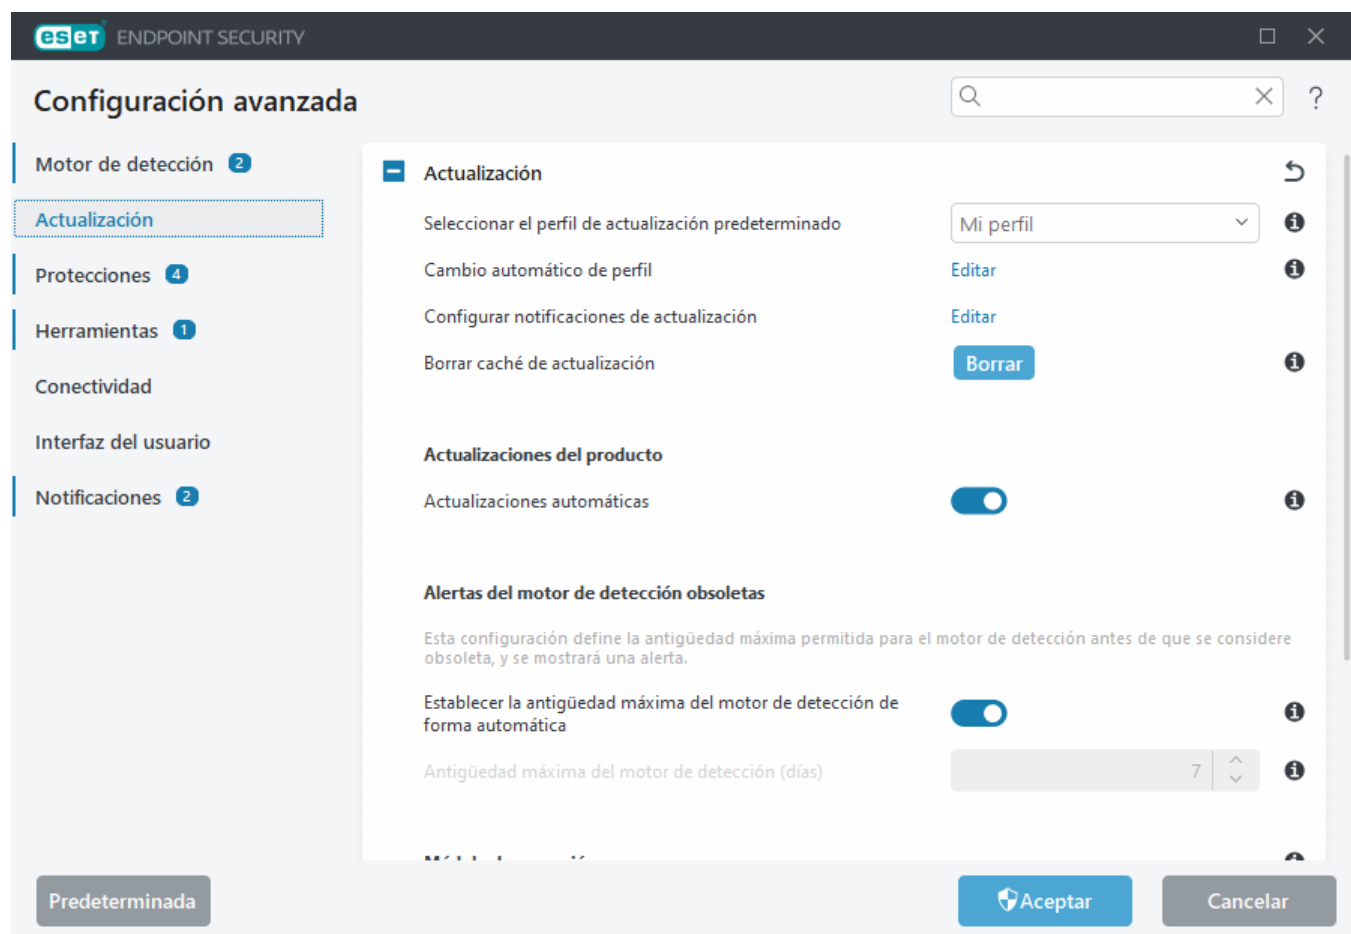 eset ENDPOINT SECURITY
Configuración avanzada
?
Motor de detección 2
Actualización
Protecciones 4
Herramientas 1
Conectividad
Interfaz del usuario
Notificaciones 2
Actualización
Seleccionar el perfil de actualización predeterminado Mi perfil
Cambio automático de perfil Editar
Configurar notificaciones de actualización Editar
Borrar caché de actualización Borrar
Actualizaciones del producto
Actualizaciones automáticas
Alertas del motor de detección obsoletas
Esta configuración define la antigüedad máxima permitida para el motor de detección antes de que se considere
obsoleta, y se mostrará una alerta.
Establecer la antigüedad máxima del motor de detección de
forma automática
Antigüedad máxima del motor de detección (días) 7
Predeterminada Aceptar Cancelar